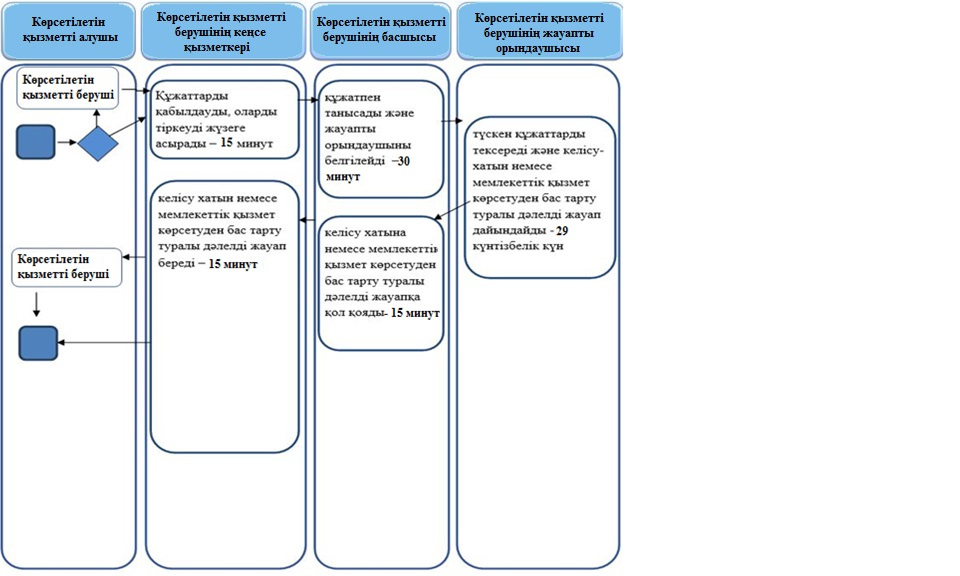 Көрсетілетін
қызметті алушы
Көрсетілетін қызметті
берушінің кеңсе
қызметкері
Көрсетілетін қызметті
берушінің басшысы
Көрсетілетін қызметті
берушінің жауапты
орындаушысы
Көрсетілетін
қызметті беруші
Құжаттарды
қабылдауды, оларды
тіркеуді жүзеге
асырады – 15 минут
құжатпен
танысады және
жауапты
орындаушыны
белгілейді –30
минут
түскен құжаттарды
тексереді және келісу-
хатын немесе
мемлекеттік қызмет
көрсетуден бас тарту
туралы дәлелді жауап
дайындайды - 29
күнтізбелік күн
келісу хатына
немесе мемлекеттік
қызмет көрсетуден
бас тарту туралы
дәлелді жауапқа
қол қояды- 15 минут
келісу хатын немесе
мемлекеттік қызмет
көрсетуден бас тарту
туралы дәлелді жауап
береді – 15 минут
Көрсетілетін
қызметті беруші